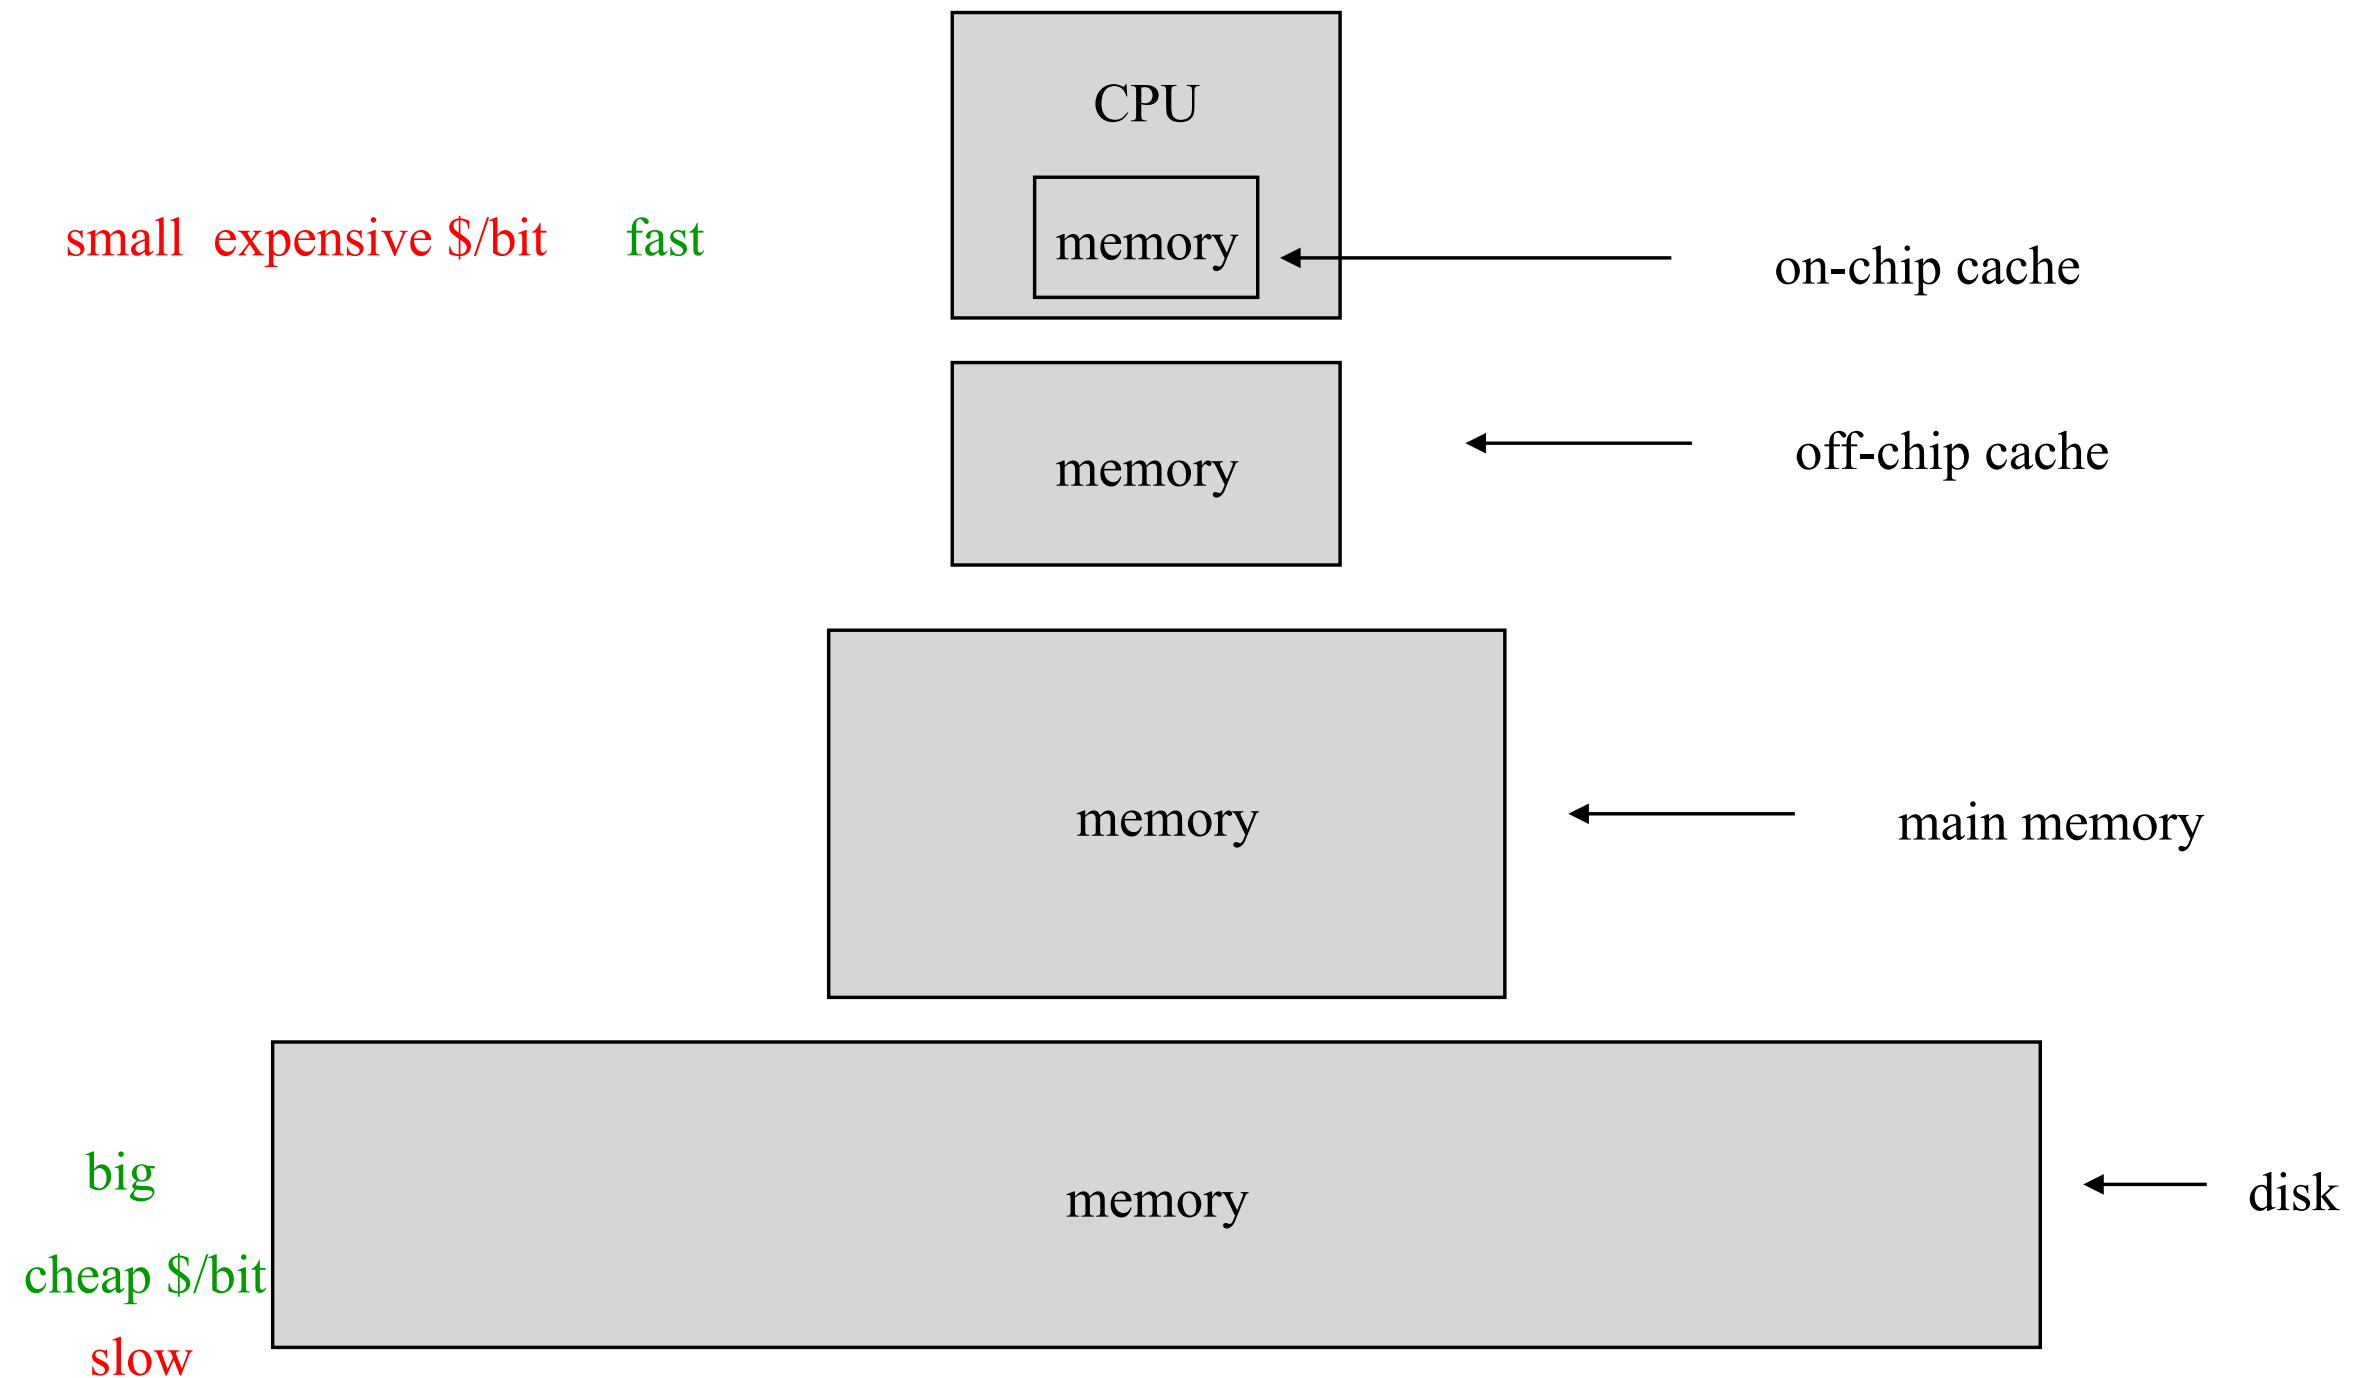 CPU
small expensive $/bit fast
memory
on-chip cache
memory
off-chip cache
memory
main memory
big
memory
disk
cheap $/bit
slow